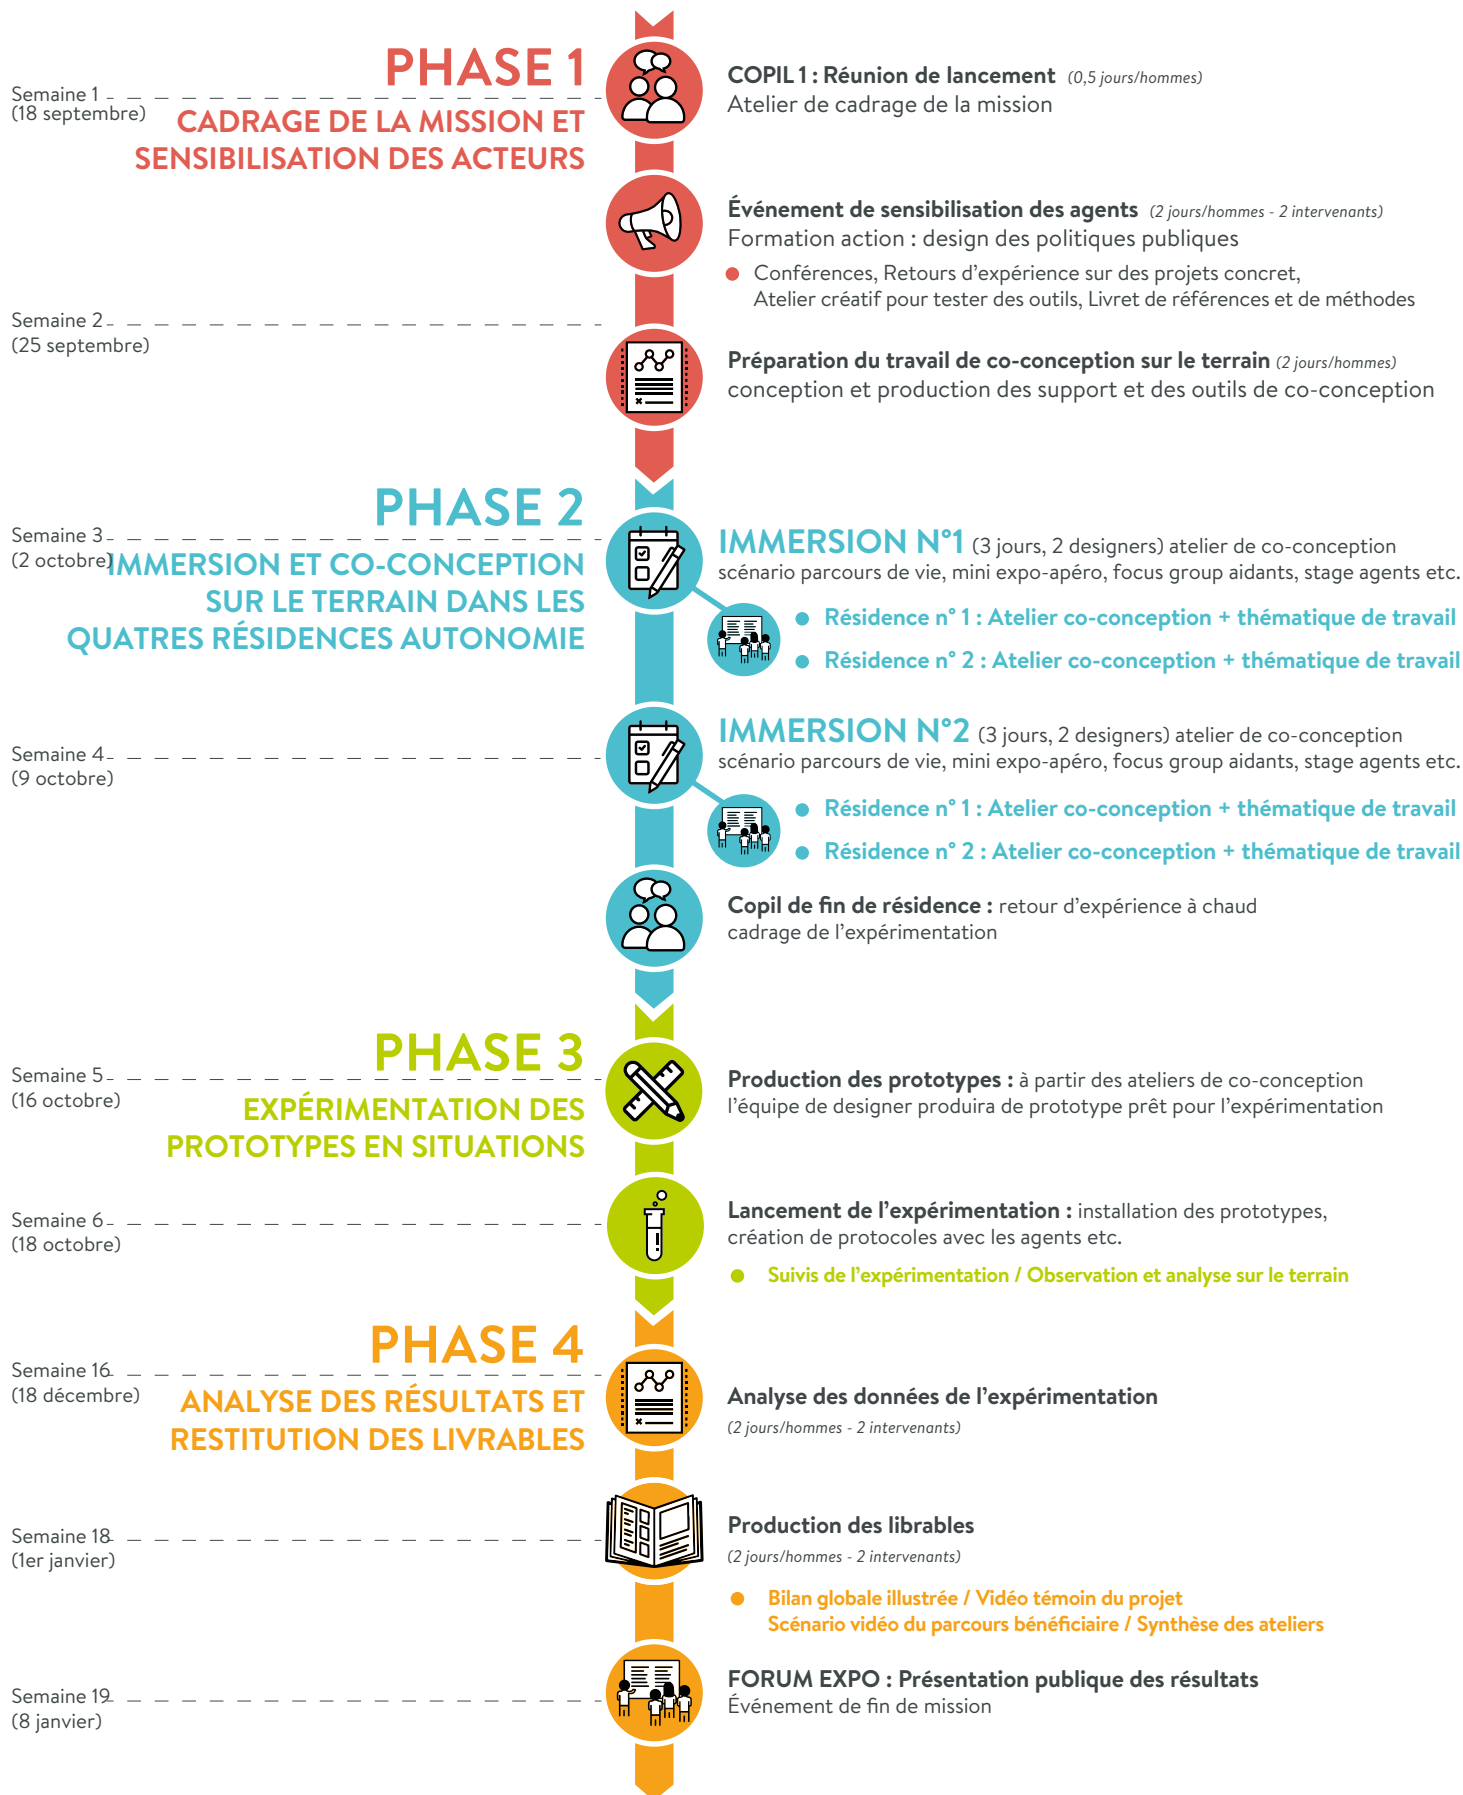 PHASE 1
Semaine 1
(18 septembre)
CADRAGE DE LA MISSION ET
SENSIBILISATION DES ACTEURS
COPIL 1 : Réunion de lancement (0,5 jours/hommes)
Atelier de cadrage de la mission
Événement de sensibilisation des agents (2 jours/hommes - 2 intervenants)
Formation action : design des politiques publiques
Conférences, Retours d’expérience sur des projets concret,
Atelier créatif pour tester des outils, Livret de références et de méthodes
Semaine 2
(25 septembre)
Préparation du travail de co-conception sur le terrain (2 jours/hommes)
conception et production des support et des outils de co-conception
PHASE 2
Semaine 3
(2 octobre)
IMMERSION ET CO-CONCEPTION
SUR LE TERRAIN DANS LES
QUATRES RÉSIDENCES AUTONOMIE
IMMERSION N°1 (3 jours, 2 designers) atelier de co-conception
scénario parcours de vie, mini expo-apéro, focus group aidants, stage agents etc.
Résidence n° 1 : Atelier co-conception + thématique de travail
Résidence n° 2 : Atelier co-conception + thématique de travail
Semaine 4
(9 octobre)
IMMERSION N°2 (3 jours, 2 designers) atelier de co-conception
scénario parcours de vie, mini expo-apéro, focus group aidants, stage agents etc.
Résidence n° 1 : Atelier co-conception + thématique de travail
Résidence n° 2 : Atelier co-conception + thématique de travail
Copil de fin de résidence : retour d’expérience à chaud
cadrage de l’expérimentation
PHASE 3
Semaine 5
(16 octobre)
EXPÉRIMENTATION DES
PROTOTYPES EN SITUATIONS
Production des prototypes : à partir des ateliers de co-conception
l’équipe de designer produira de prototype prêt pour l’expérimentation
Semaine 6
(18 octobre)
Lancement de l’expérimentation : installation des prototypes,
création de protocoles avec les agents etc.
Suivis de l’expérimentation / Observation et analyse sur le terrain
PHASE 4
Semaine 16
(18 décembre)
ANALYSE DES RÉSULTATS ET
RESTITUTION DES LIVRABLES
Analyse des données de l’expérimentation
(2 jours/hommes - 2 intervenants)
Semaine 18
(1er janvier)
Production des librables
(2 jours/hommes - 2 intervenants)
Bilan globale illustrée / Vidéo témoin du projet
Scénario vidéo du parcours bénéficiaire / Synthèse des ateliers
Semaine 19
(8 janvier)
FORUM EXPO : Présentation publique des résultats
Événement de fin de mission